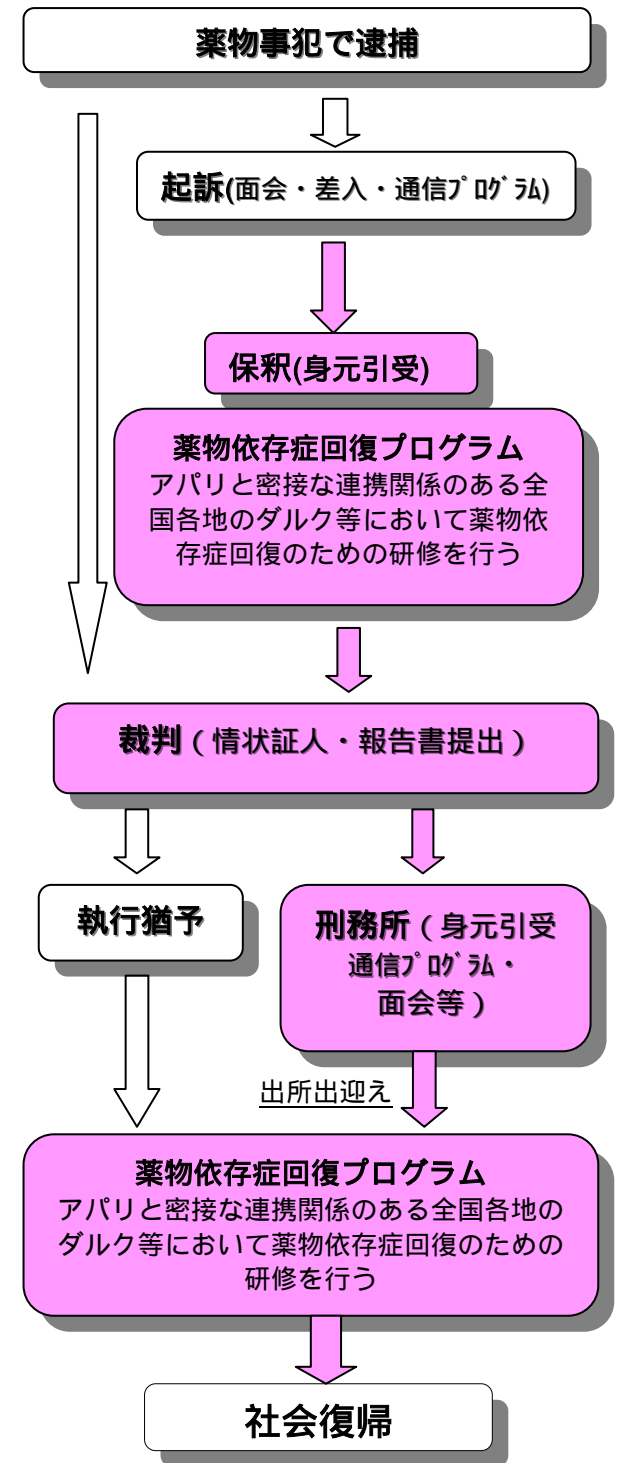 薬物事犯で逮捕
起訴(面会・差入・通信ﾌﾟﾛｸﾞﾗﾑ)
保釈(身元引受)
薬物依存症回復プログラム
アパリと密接な連携関係のある全
国各地のダルク等において薬物依
存症回復のための研修を行う
裁判（情状証人・報告書提出）
執行猶予
刑務所（身元引受
通信ﾌﾟﾛｸﾞﾗﾑ・
面会等）
出所出迎え
薬物依存症回復プログラム
アパリと密接な連携関係のある全国各地の
ダルク等において薬物依存症回復のための
研修を行う
社会復帰